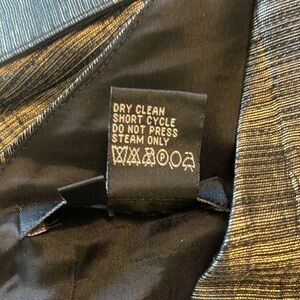 DRY CLEAN
SHORT CYCLE
DO NOT PRESS
STEAM ONLY